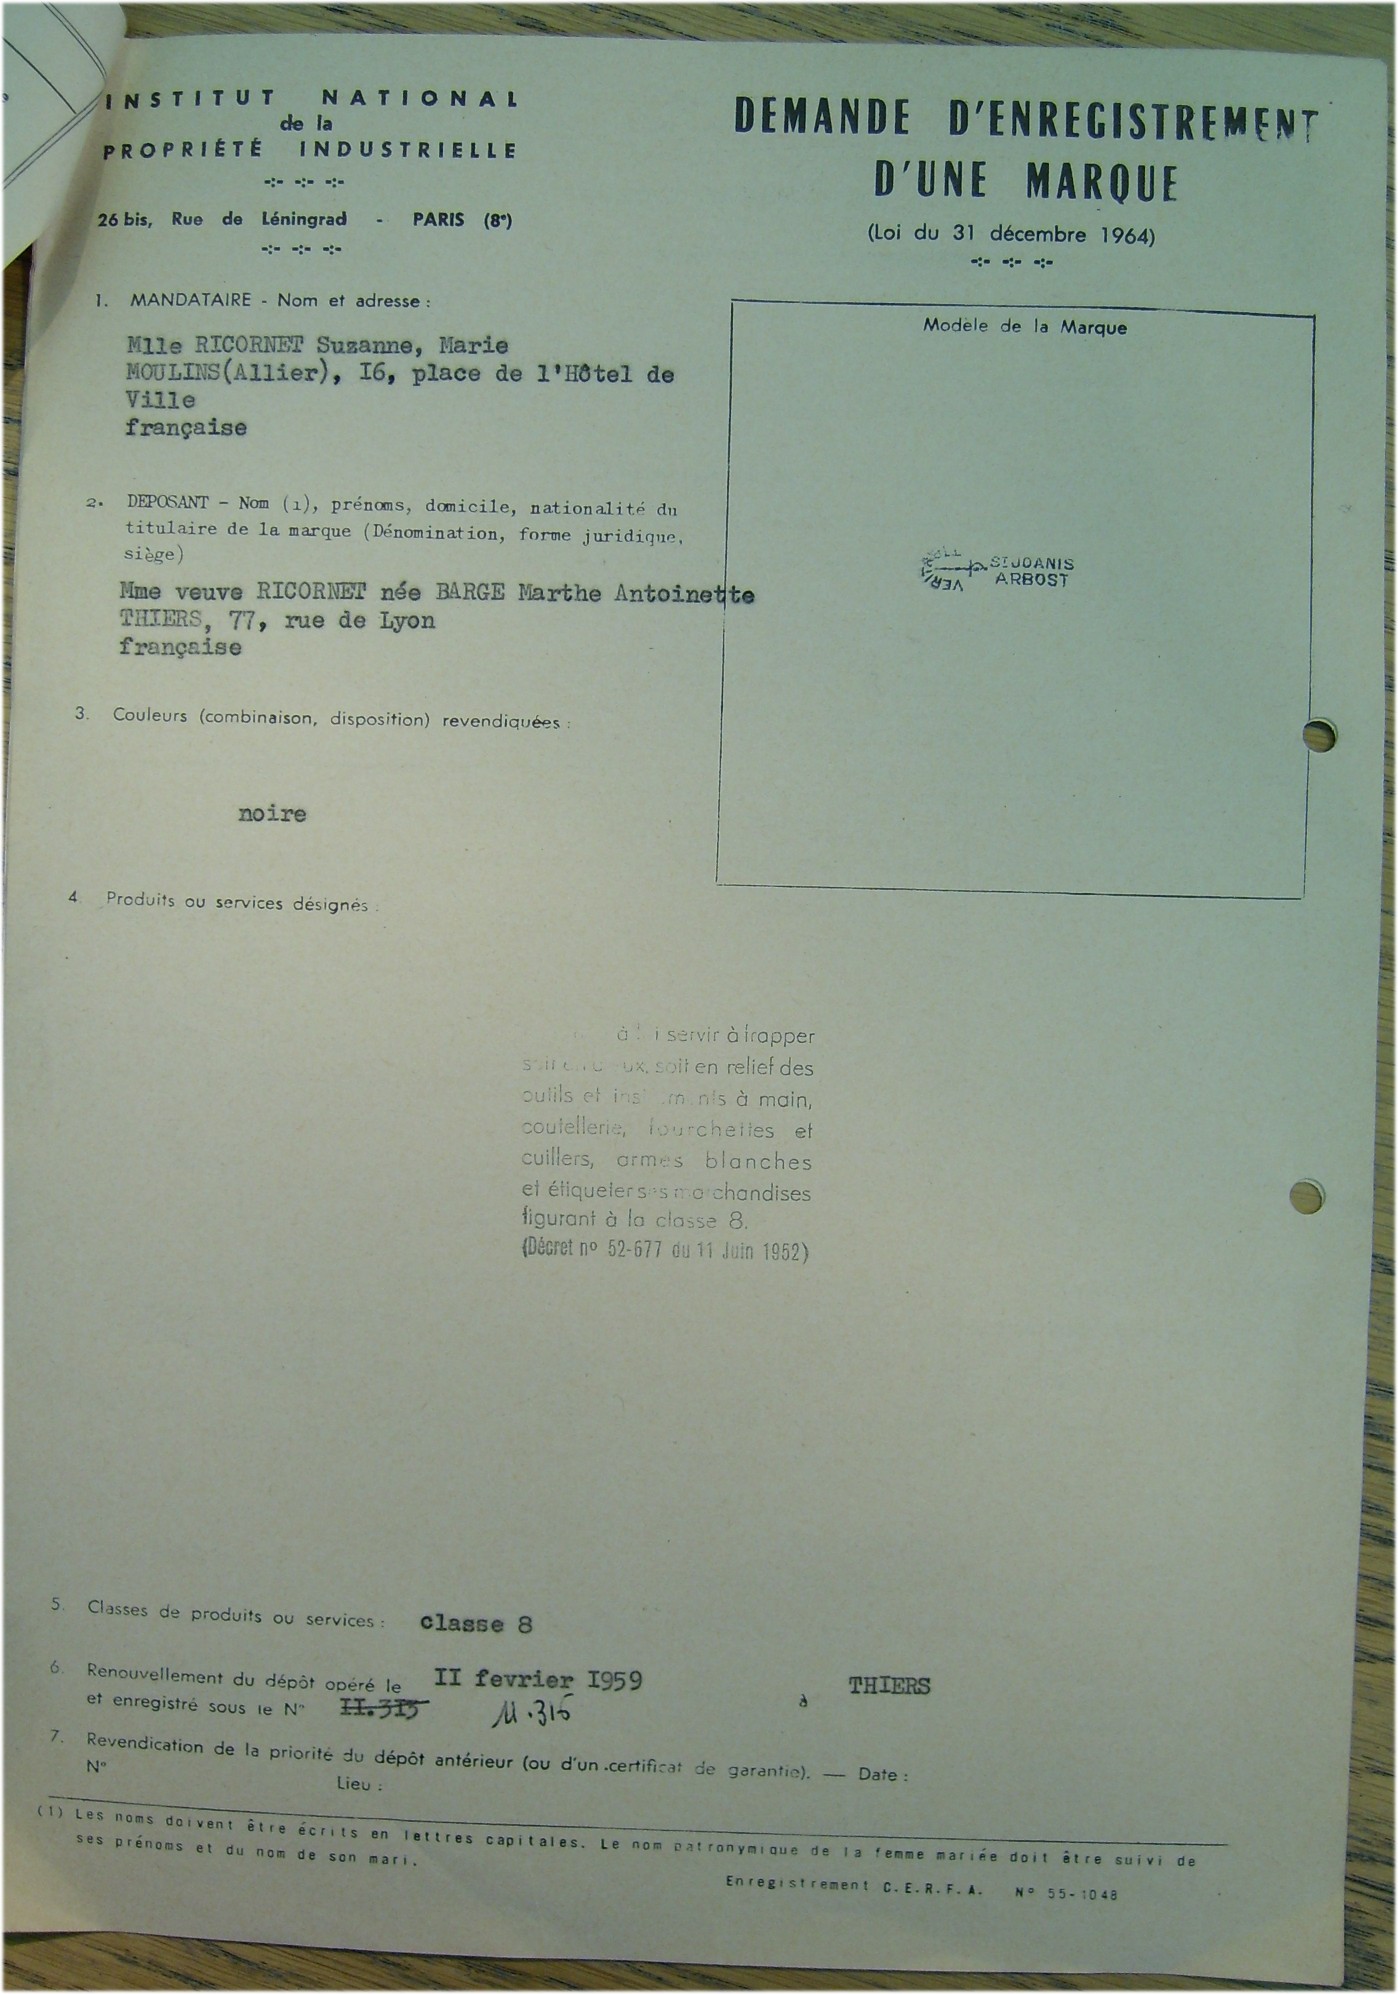 INSTITUT NATIONAL
de la
PROPRIÉTÉ INDUSTRIELLE
26 bis, Rue de Léningrad - PARIS (8e)
DEMANDE D'ENREGISTREMENT
D'UNE MARQUE
(Loi du 31 décembre 1964)
1. MANDATAIRE - Nom et adresse :
Mlle RICORNET Suzanne, Marie
MOULINS(Allier), I6, place de l'Hôtel de
Ville
française
2. DEPOSANT - Nom (1), prénoms, domicile, nationalité du
titulaire de la marque (Dénomination, forme juridique,
siège)
Mme veuve RICORNET née BARGE Marthe Antoinette
THIERS, 77, rue de Lyon
française
Modèle de la Marque
ST JOANIS
ARBOST
3. Couleurs (combinaison, disposition) revendiquées :
noire
4. Produits ou services désignés :
servir à frapper
soit en relief des
outils et à main,
coutellerie, fourchettes et
cuillers, armes blanches
et étiqueter ses marchandises
figurant à la classe 8.
(Décret n° 52-677 du 11 Juin 1952)
5. Classes de produits ou services : classe 8
6. Renouvellement du dépôt opéré le II fevrier I959 à THIERS
et enregistré sous le N° II.3I5 11.316
7. Revendication de la priorité du dépôt antérieur (ou d'un certificat de garantie). — Date :
N° Lieu :
(1) Les noms doivent être écrits en lettres capitales. Le nom patronymique de la femme mariée doit être suivi de
ses prénoms et du nom de son mari.
Enregistrement C.E.R.F.A. N° 55-1048